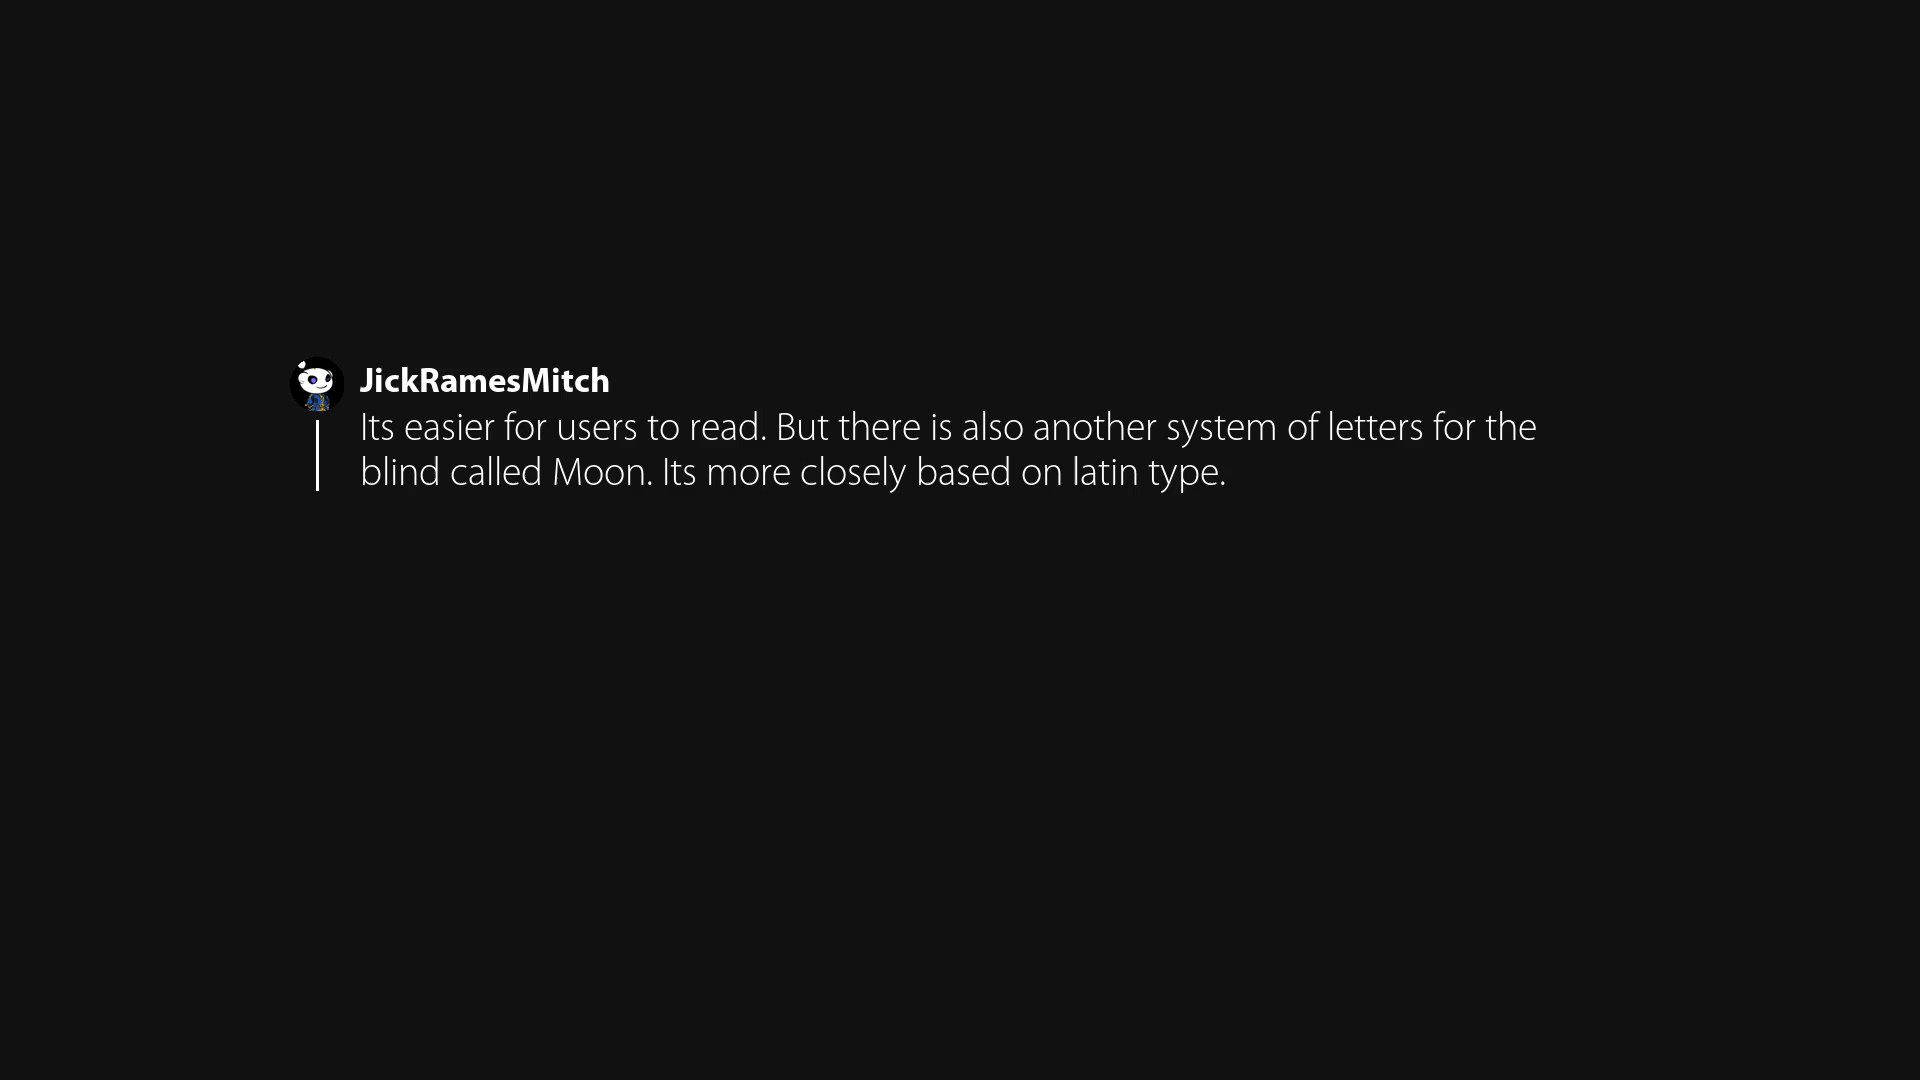 JickRamesMitch
Its easier for users to read. But there is also another system of letters for the
blind called Moon. Its more closely based on latin type.